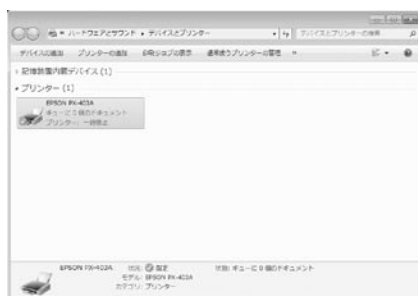 ハードウェアとサウンド ▸ デバイスとプリンター
デバイスとプリンターの検索
デバイスの追加 プリンターの追加 印刷ジョブの表示 通常使うプリンターの管理 »
記憶装置内蔵デバイス (1)
プリンター (1)
EPSON PX-403A
キューに 0 個のドキュメント
プリンター: 一時停止
EPSON PX-403A 状態: 既定 状態: キューに 0 個のドキュメント
モデル: EPSON PX-403A
カテゴリ: プリンター